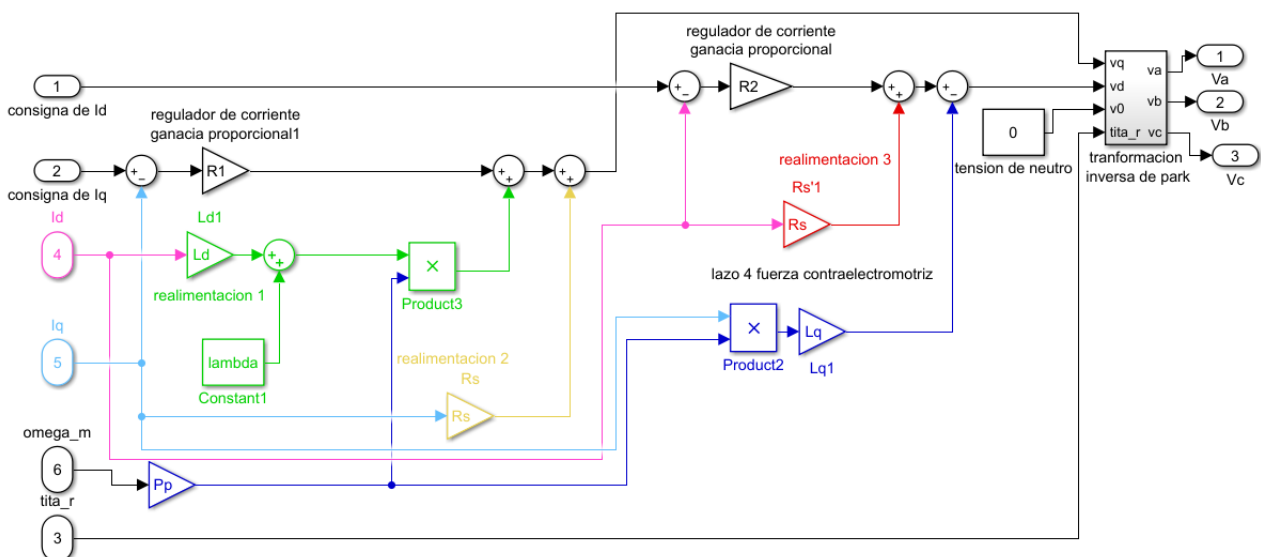 regulador de corriente
ganacia proporcional
1
consigna de Id
regulador de corriente
ganacia proporcional1
R2
vq
vd
v0
tita_r
va
vb
vc
tranformacion
inversa de park
1
Va
2
Vb
3
Vc
0
tension de neutro
2
consigna de Iq
R1
realimentacion 3
Rs'1
Rs
Id
4
Ld1
Ld
realimentacion 1
Product3
lazo 4 fuerza contraelectromotriz
Iq
5
lambda
Constant1
realimentacion 2
Rs
Rs
Product2
Lq
Lq1
omega_m
6
Pp
tita_r
3